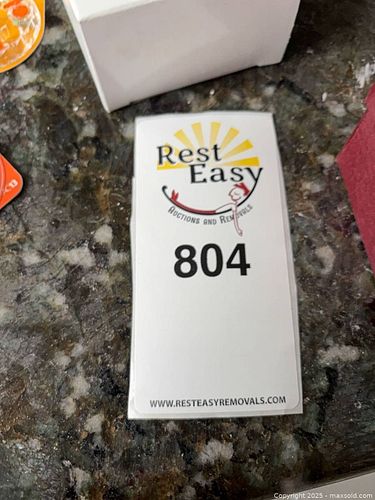 Rest
Easy
AUCTIONS AND REMOVALS
804
WWW.RESTEASYREMOVALS.COM
Copyright 2025 - maxsold.com